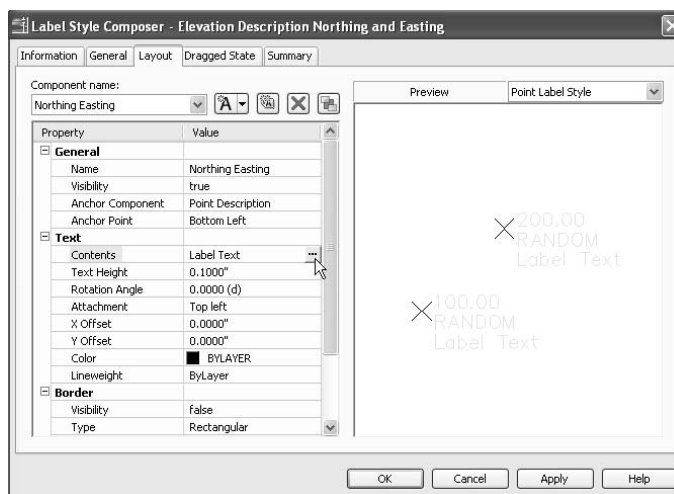 Label Style Composer - Elevation Description Northing and Easting
Information General Layout Dragged State Summary
Component name:
Northing Easting
Property Value
General
Name Northing Easting
Visibility true
Anchor Component Point Description
Anchor Point Bottom Left
Text
Contents Label Text ...
Text Height 0.1000"
Rotation Angle 0.0000 (d)
Attachment Top left
X Offset 0.0000"
Y Offset 0.0000"
Color BYLAYER
Lineweight ByLayer
Border
Visibility false
Type Rectangular
Preview Point Label Style
200.00
RANDOM
Label Text
100.00
RANDOM
Label Text
OK Cancel Apply Help